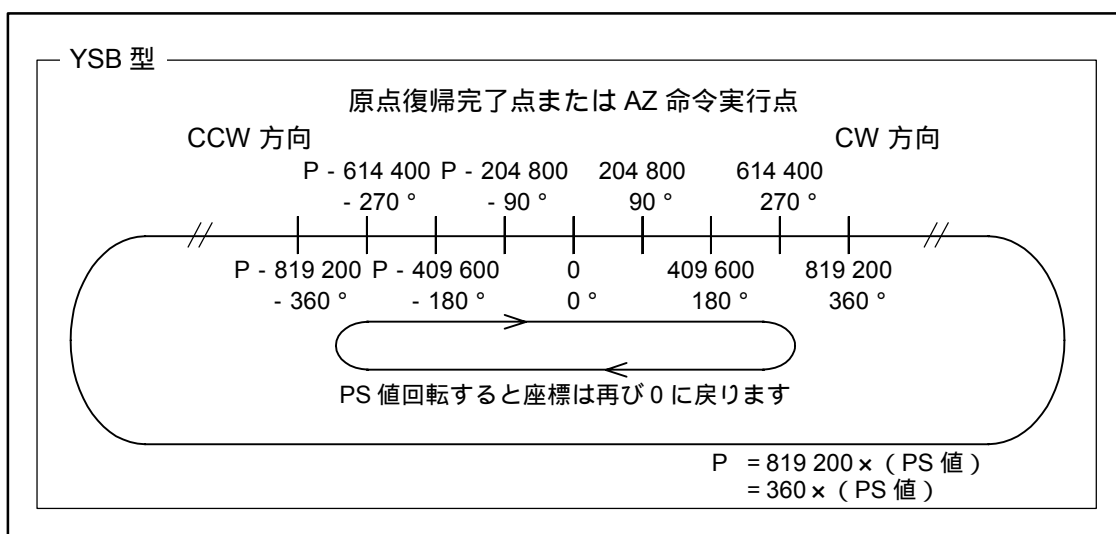 YSB 型
原点復帰完了点または AZ 命令実行点
CCW 方向 CW 方向
P - 614 400 P - 204 800 204 800 614 400
- 270 ° - 90 ° 90 ° 270 °
P - 819 200 P - 409 600 0 409 600 819 200
- 360 ° - 180 ° 0 ° 180 ° 360 °
PS 値回転すると座標は再び 0 に戻ります
P = 819 200 × ( PS 値 )
= 360 × ( PS 値 )